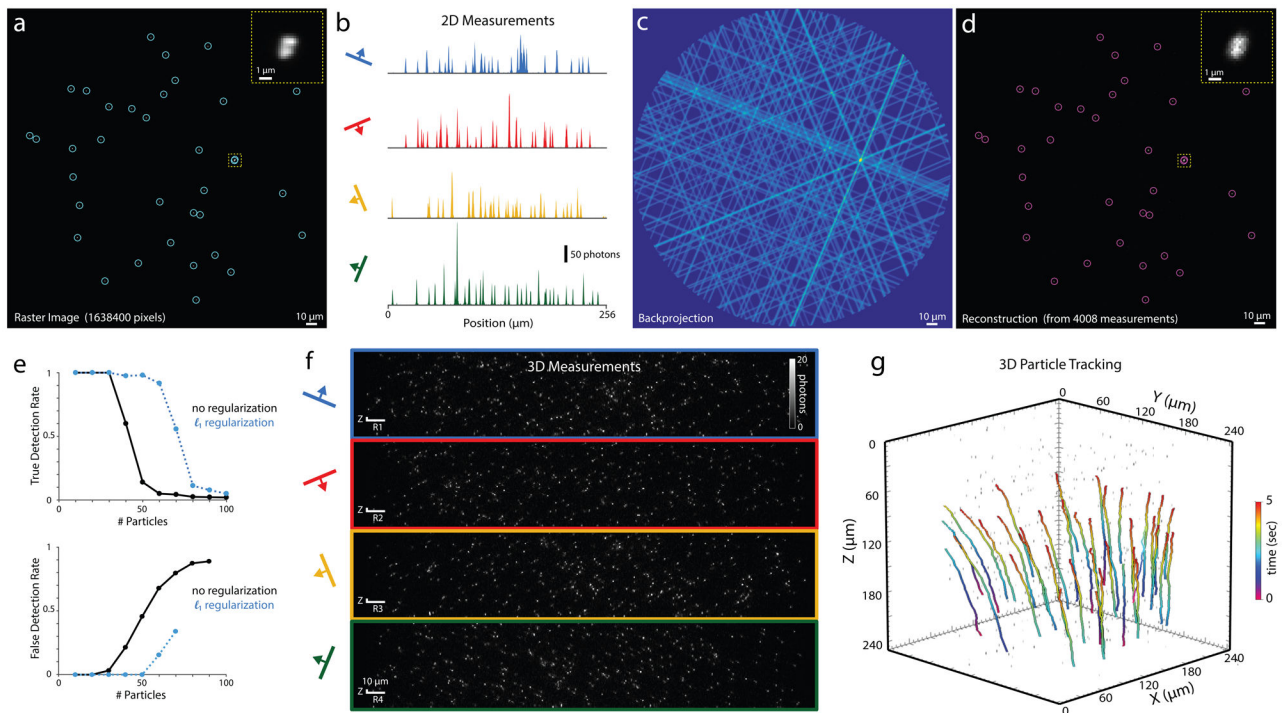 a
1 μm
Raster Image (1638400 pixels)
10 μm
b
2D Measurements
50 photons
0
256
Position (μm)
c
Backprojection
10 μm
d
1 μm
Reconstruction (from 4008 measurements)
10 μm
e
True Detection Rate
1
0.5
0
no regularization
ℓ1 regularization
0
50
100
# Particles
False Detection Rate
1
0.5
0
no regularization
ℓ1 regularization
0
50
100
# Particles
f
3D Measurements
20
photons
0
Z
R1
Z
R2
Z
R3
10 μm
Z
R4
g
3D Particle Tracking
0
60
120
180
240
Y (μm)
0
60
120
180
240
Z (μm)
0
60
120
180
240
X (μm)
5
time (sec)
0